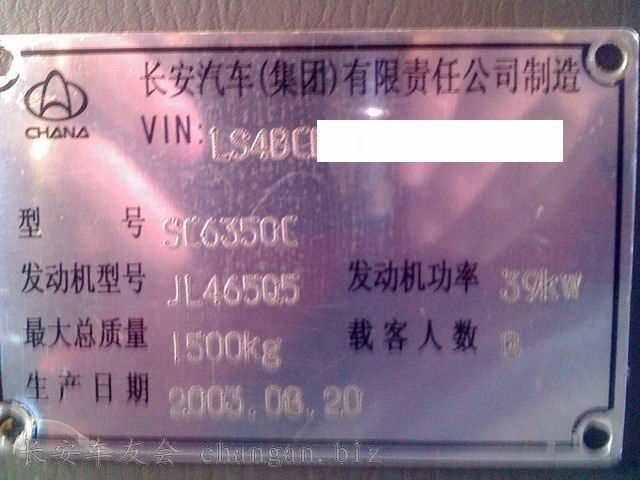 长安汽车(集团)有限责任公司制造
CHANA
VIN: LS4BC
型 号 SC6350C
发动机型号 JL465Q5 发动机功率 39kW
最大总质量 1500kg 载客人数 8
生产日期 2003.08.20
长安车友会 changan.biz